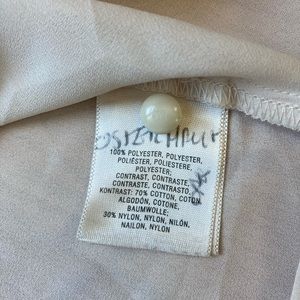 100% POLYESTER, POLYESTER,
POLIÉSTER, POLIESTERE,
POLYESTER;
CONTRAST, CONTRASTE,
CONTRASTE, CONTRASTO,
KONTRAST: 70% COTTON, COTON,
ALGODÓN, COTONE,
BAUMWOLLE;
30% NYLON, NYLON, NILÓN,
NAILON, NYLON